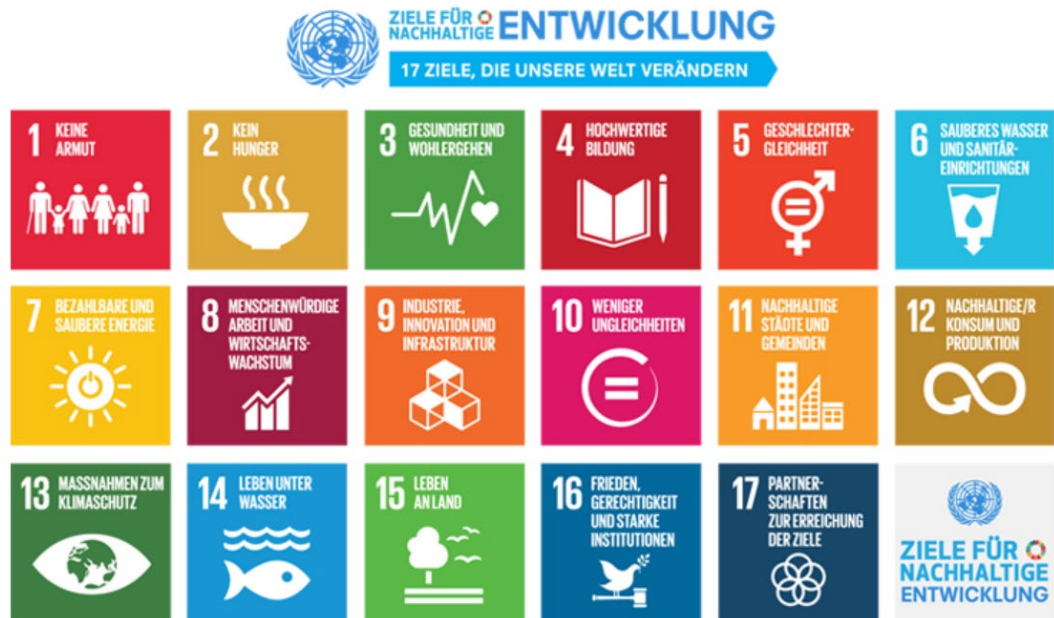 ZIELE FÜR
NACHHALTIGE ENTWICKLUNG
17 ZIELE, DIE UNSERE WELT VERÄNDERN
1 KEINE
ARMUT
2 KEIN
HUNGER
3 GESUNDHEIT UND
WOHLERGEHEN
4 HOCHWERTIGE
BILDUNG
5 GESCHLECHTER-
GLEICHHEIT
6 SAUBERES WASSER
UND SANITÄR-
EINRICHTUNGEN
7 BEZAHLBARE UND
SAUBERE ENERGIE
8 MENSCHENWÜRDIGE
ARBEIT UND
WIRTSCHAFTS-
WACHSTUM
9 INDUSTRIE,
INNOVATION UND
INFRASTRUKTUR
10 WENIGER
UNGLEICHHEITEN
11 NACHHALTIGE
STÄDTE UND
GEMEINDEN
12 NACHHALTIGE/R
KONSUM UND
PRODUKTION
13 MASSNAHMEN ZUM
KLIMASCHUTZ
14 LEBEN UNTER
WASSER
15 LEBEN
AN LAND
16 FRIEDEN,
GERECHTIGKEIT
UND STARKE
INSTITUTIONEN
17 PARTNER-
SCHAFTEN
ZUR ERREICHUNG
DER ZIELE
ZIELE FÜR
NACHHALTIGE
ENTWICKLUNG